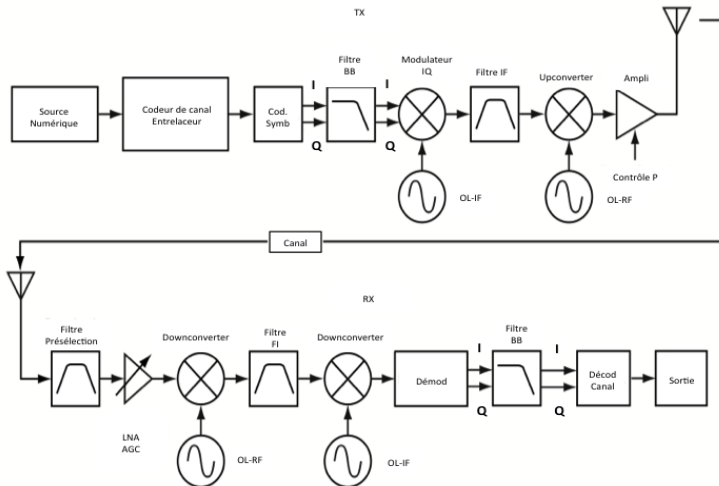 TX
Source
Numérique
Codeur de canal
Entrelaceur
Cod.
Symb
I
Q
Filtre
BB
I
Q
Modulateur
IQ
OL-IF
Filtre IF
Upconverter
OL-RF
Ampli
Contrôle P
Canal
RX
Filtre
Présélection
LNA
AGC
Downconverter
OL-RF
Filtre
FI
Downconverter
OL-IF
Démod
I
Q
Filtre
BB
I
Q
Décod
Canal
Sortie